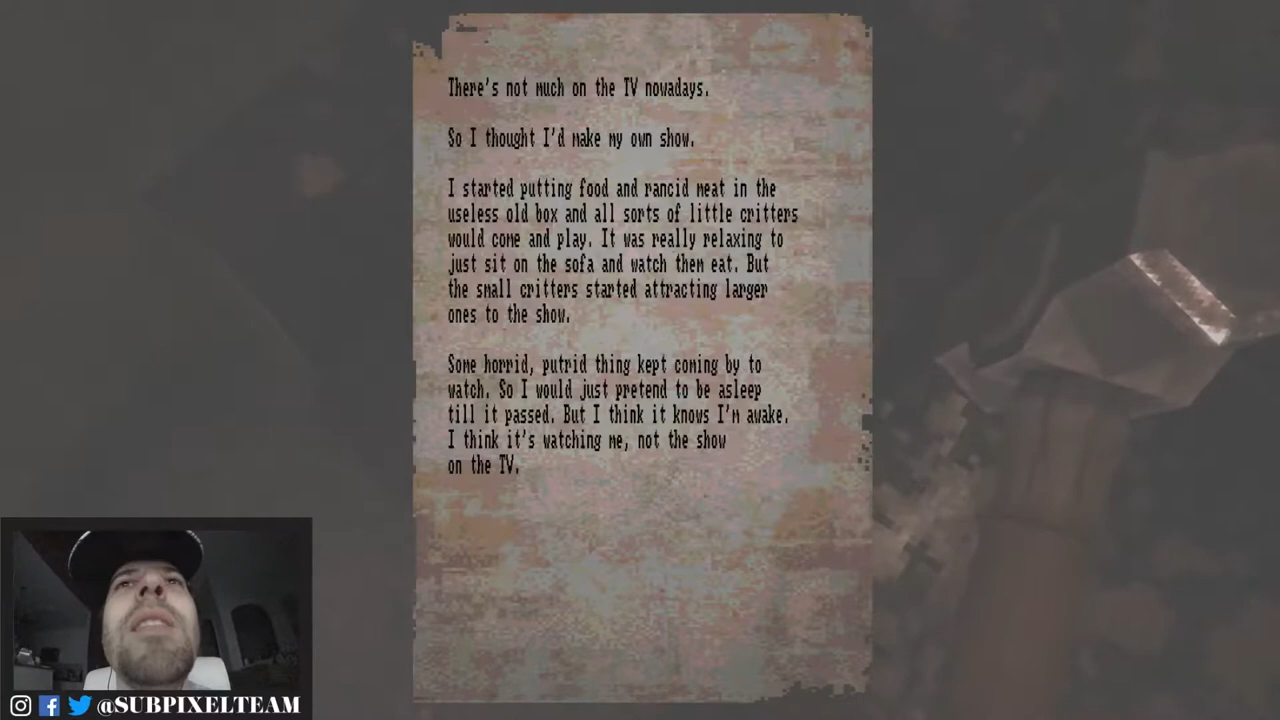 There's not much on the TV nowadays.
So I thought I'd make my own show.
I started putting food and rancid meat in the
useless old box and all sorts of little critters
would come and play. It was really relaxing to
just sit on the sofa and watch them eat. But
the small critters started attracting larger
ones to the show.
Some horrid, putrid thing kept coming by to
watch. So I would just pretend to be asleep
till it passed. But I think it knows I'm awake.
I think it's watching me, not the show
on the TV.
@SUBPIXELTEAM